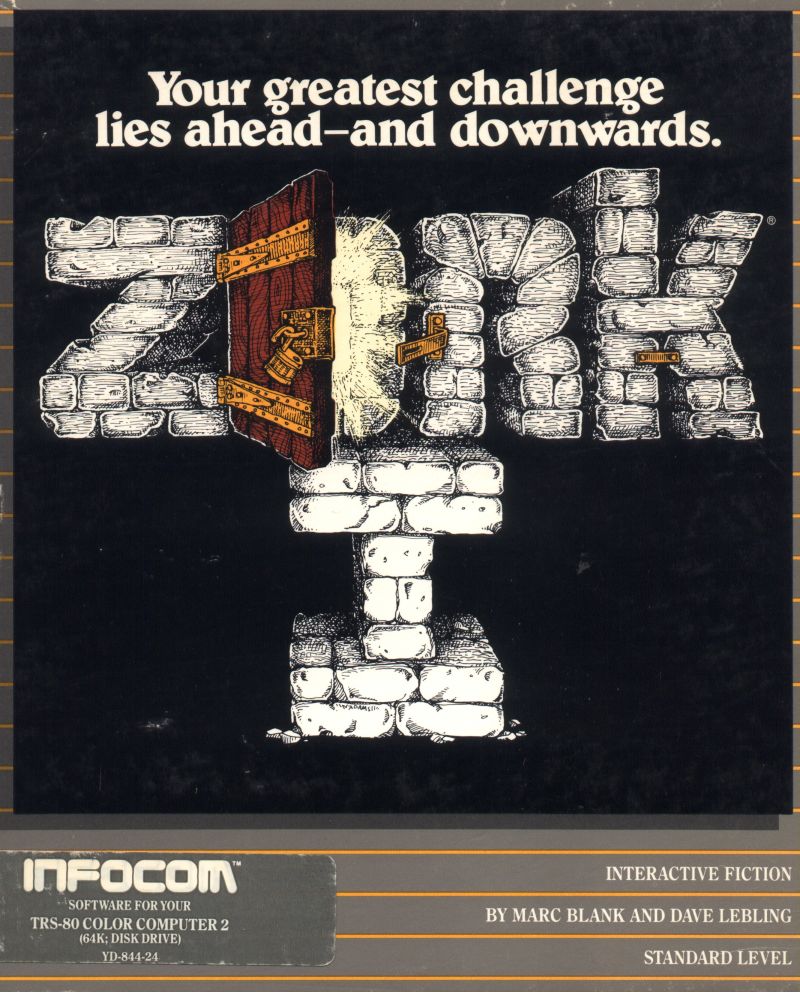 Your greatest challenge
lies ahead–and downwards.
ZORK®
I
INFOCOM™
SOFTWARE FOR YOUR
TRS-80 COLOR COMPUTER 2
(64K; DISK DRIVE)
YD-844-24
INTERACTIVE FICTION
BY MARC BLANK AND DAVE LEBLING
STANDARD LEVEL